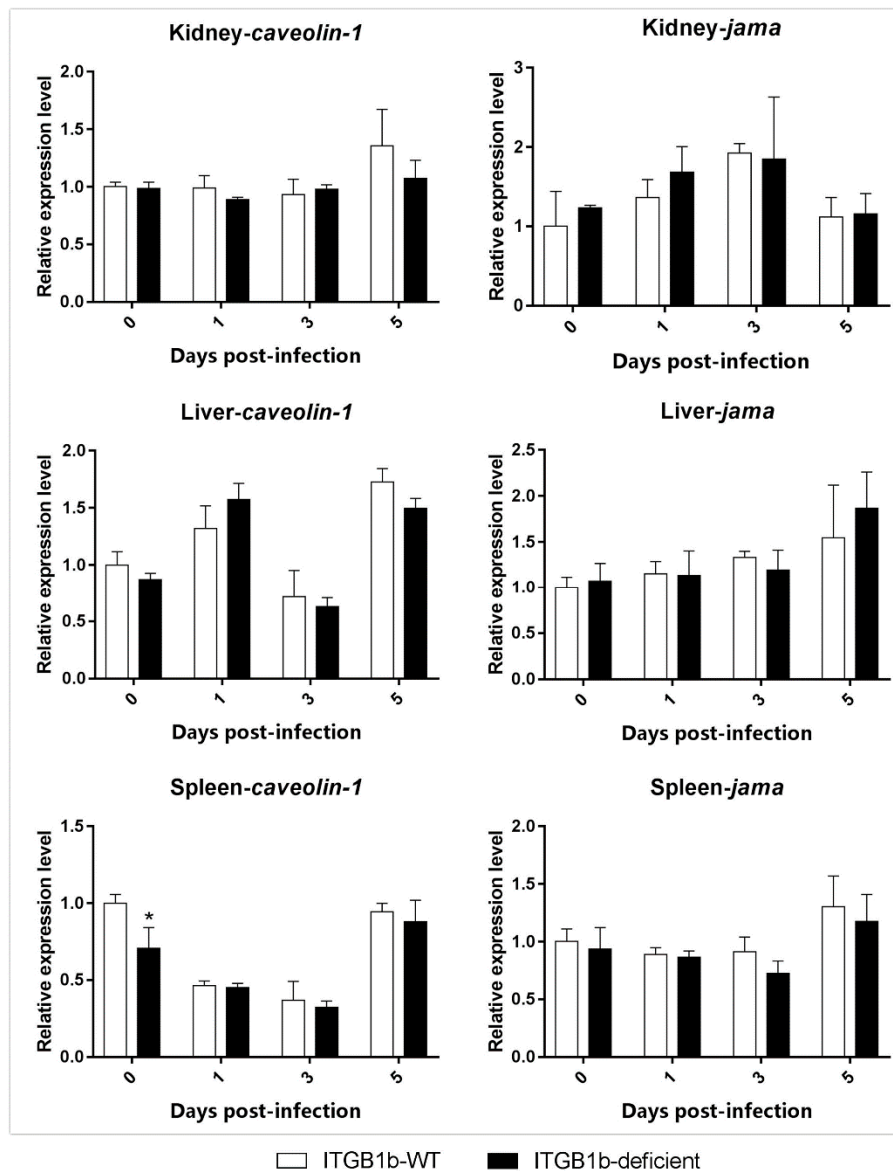 Kidney-caveolin-1
Relative expression level
2.0
1.5
1.0
0.5
0.0
0
1
3
5
Days post-infection
Kidney-jama
Relative expression level
3
2
1
0
0
1
3
5
Days post-infection
Liver-caveolin-1
Relative expression level
2.0
1.5
1.0
0.5
0.0
0
1
3
5
Days post-infection
Liver-jama
Relative expression level
2.5
2.0
1.5
1.0
0.5
0.0
0
1
3
5
Days post-infection
Spleen-caveolin-1
Relative expression level
1.5
1.0
0.5
0.0
*
0
1
3
5
Days post-infection
Spleen-jama
Relative expression level
2.0
1.5
1.0
0.5
0.0
0
1
3
5
Days post-infection
ITGB1b-WT ITGB1b-deficient